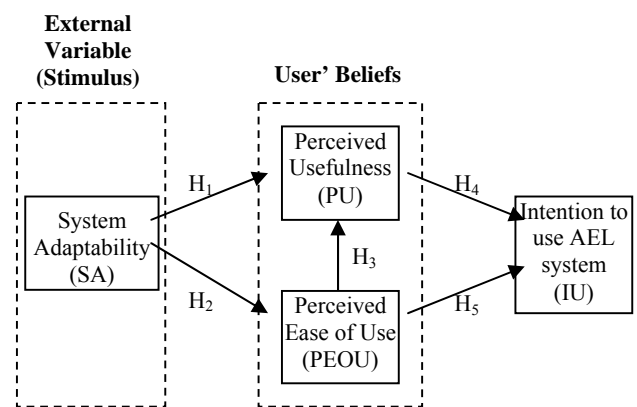 External
Variable
(Stimulus)
User' Beliefs
System
Adaptability
(SA)
H1
H2
Perceived
Usefulness
(PU)
H3
Perceived
Ease of Use
(PEOU)
H4
H5
Intention to
use AEL
system
(IU)